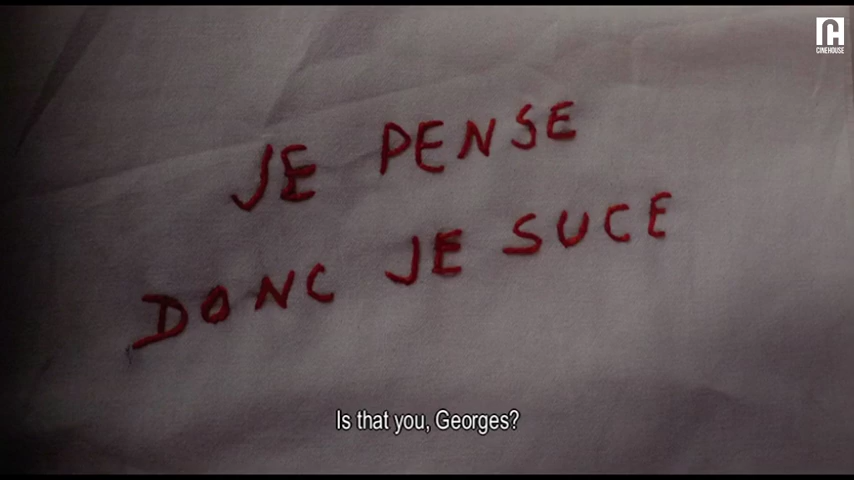 CINEHOUSE
JE PENSE
DONC JE SUCE
Is that you, Georges?